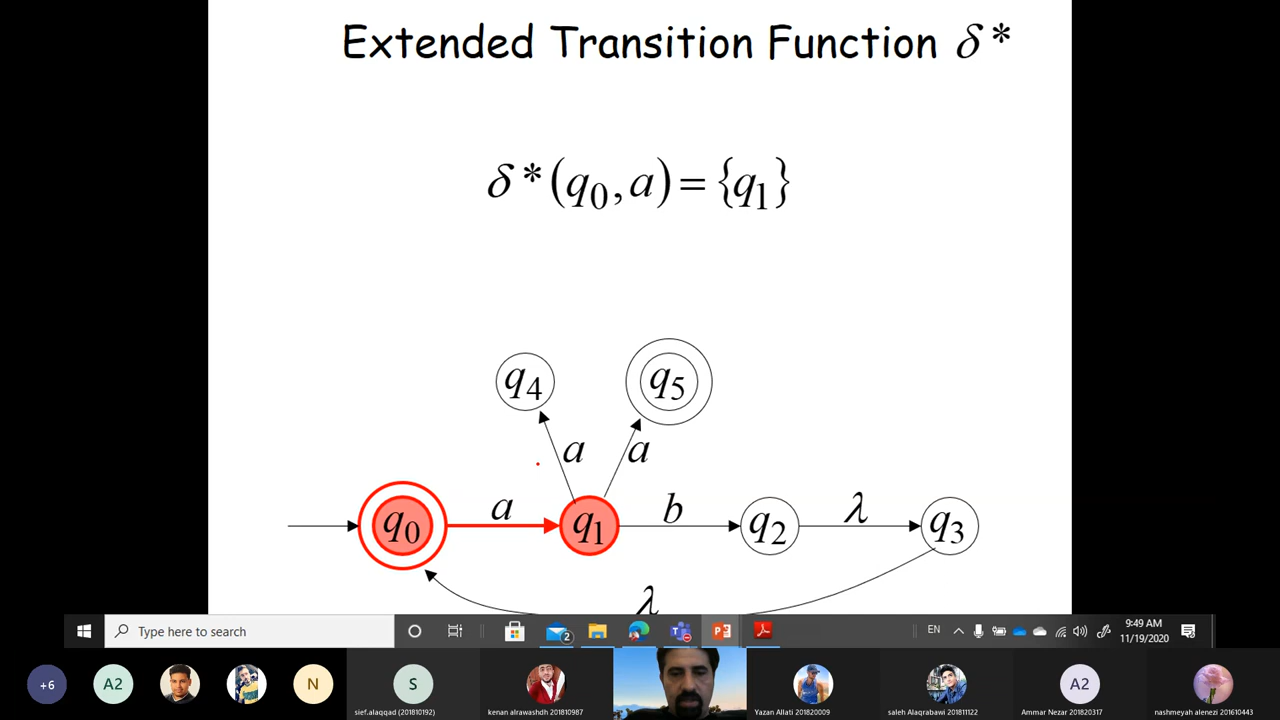 Extended Transition Function δ*
δ*(q₀,a)={q₁}
q₄
q₅
a
a
a
b
λ
q₀
q₁
q₂
q₃
λ
Type here to search
2
EN
9:49 AM
11/19/2020
+6
A2
N
S
A2
sief.alaqqad (201810192)
kenan alrawashdh 201810987
Yazan Allati 201820009
saleh Alaqrabawi 201811122
Ammar Nezar 201820317
nashmeyah alenezi 201610443